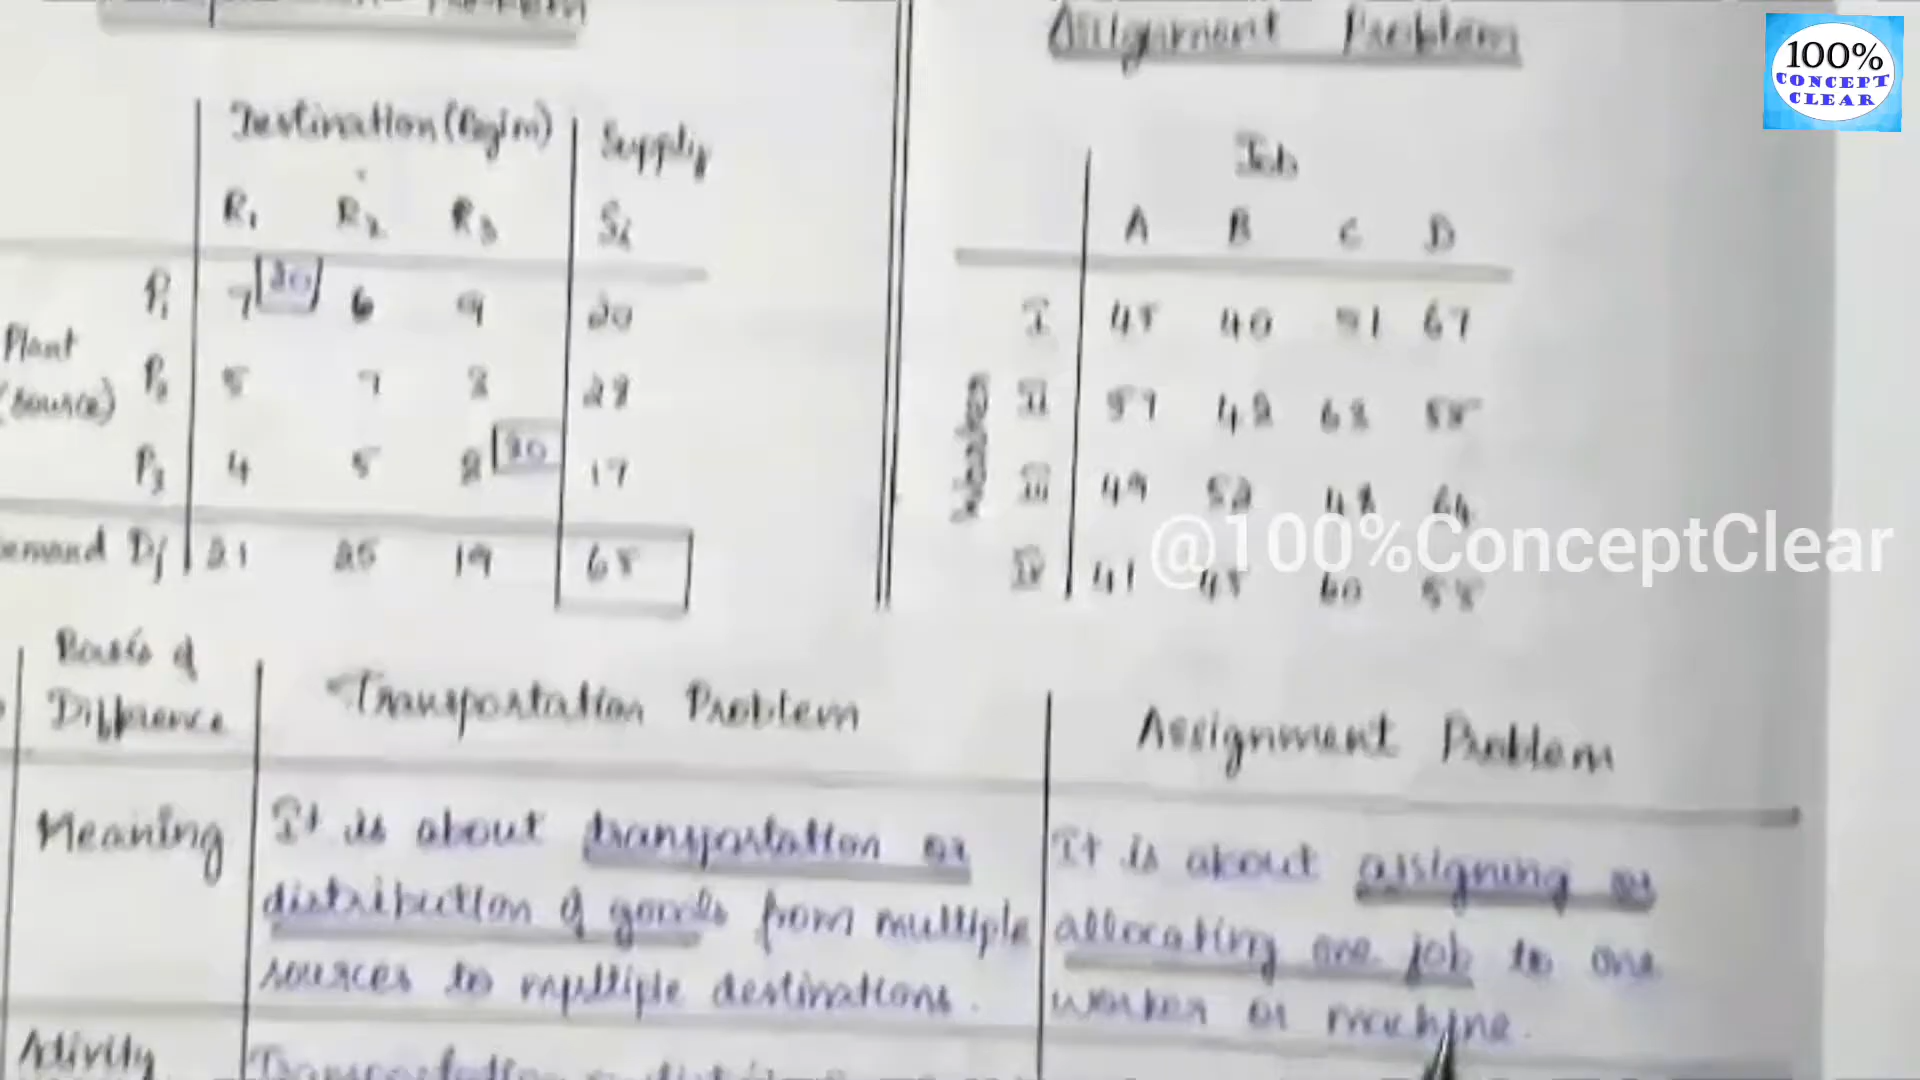 Problem
Destination (Region) Supply
R1 R2 R3 Si
P1 7 20 6 9 20
Plant
(Source)
P2 5 7 3 28
P3 4 5 8 20 17
Demand Dj 21 25 19 65
Assignment Problem
Job
A B C D
I 45 40 51 67
II 57 42 63 55
III 49 52 48 64
IV 41 45 60 55
Basis of
Difference
Transportation Problem
Assignment Problem
Meaning
It is about transportation or
distribution of goods from multiple
sources to multiple destinations.
It is about assigning or
allocating one job to one
worker or machine.
Activity
100%
CONCEPT
CLEAR
@100%ConceptClear